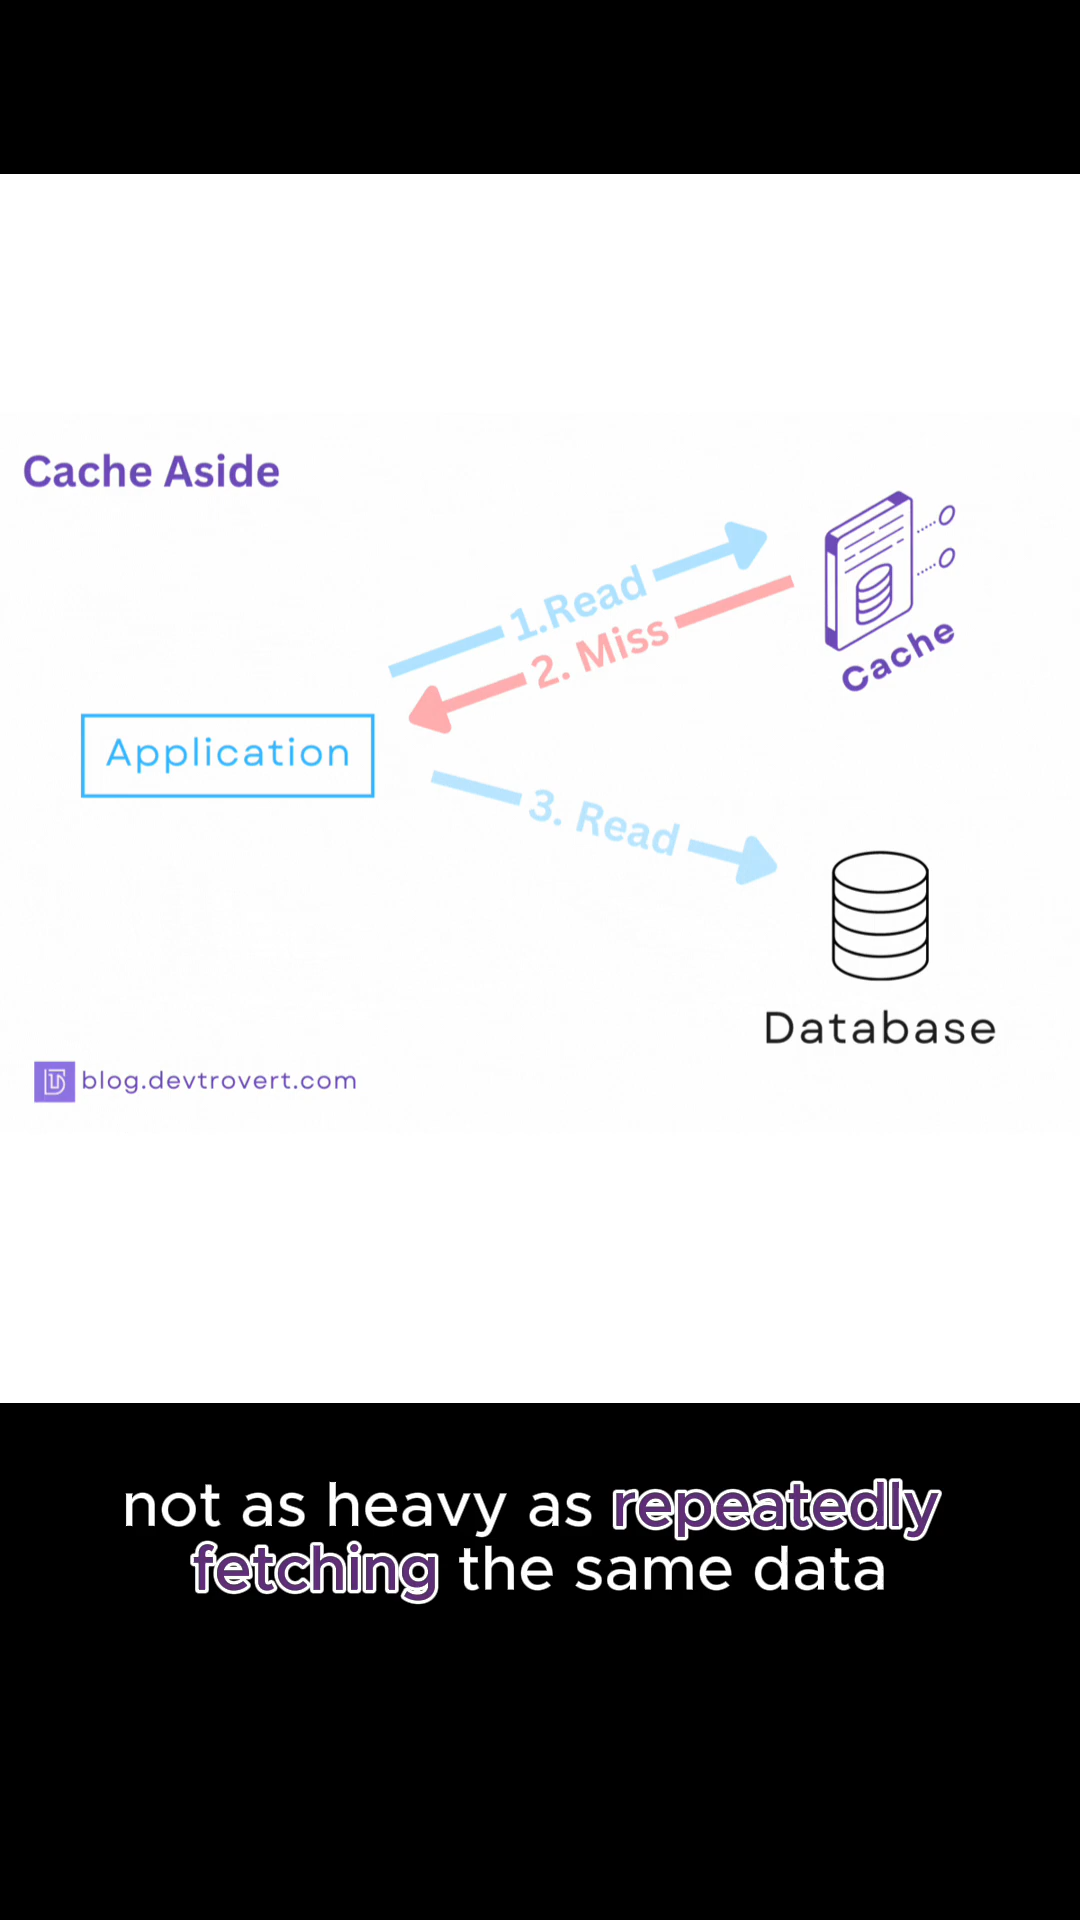 Cache Aside
1.Read
2. Miss
Cache
Application
3. Read
Database
blog.devtrovert.com
not as heavy as repeatedly
fetching the same data